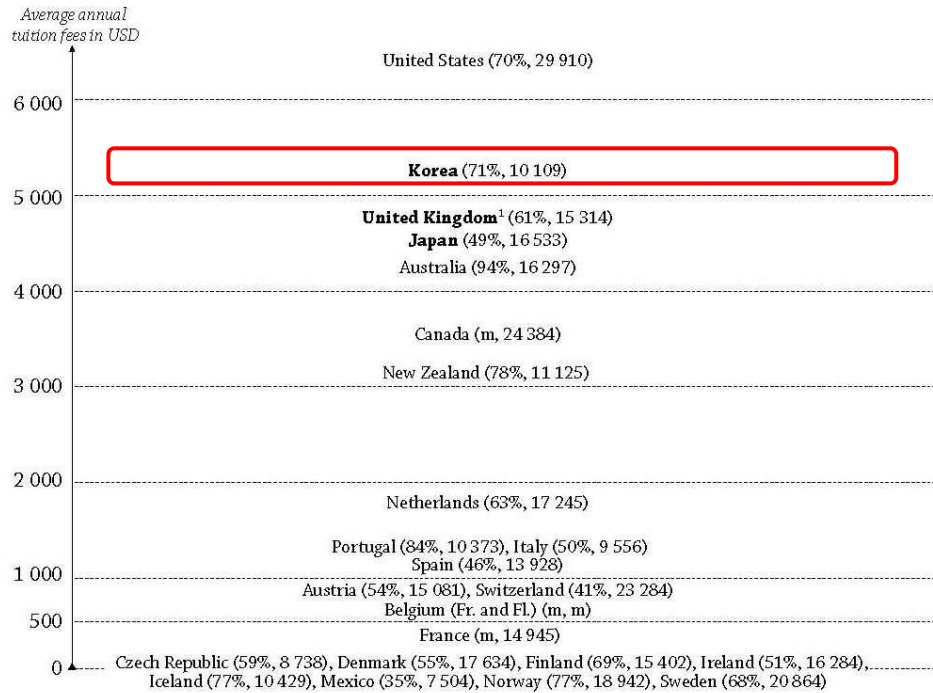 Average annual
tuition fees in USD
United States (70%, 29 910)
6 000
Korea (71%, 10 109)
5 000
United Kingdom¹ (61%, 15 314)
Japan (49%, 16 533)
Australia (94%, 16 297)
4 000
Canada (m, 24 384)
New Zealand (78%, 11 125)
3 000
2 000
Netherlands (63%, 17 245)
Portugal (84%, 10 373), Italy (50%, 9 556)
Spain (46%, 13 928)
1 000
Austria (54%, 15 081), Switzerland (41%, 23 284)
Belgium (Fr. and Fl.) (m, m)
500
France (m, 14 945)
0
Czech Republic (59%, 8 738), Denmark (55%, 17 634), Finland (69%, 15 402), Ireland (51%, 16 284),
Iceland (77%, 10 429), Mexico (35%, 7 504), Norway (77%, 18 942), Sweden (68%, 20 864)